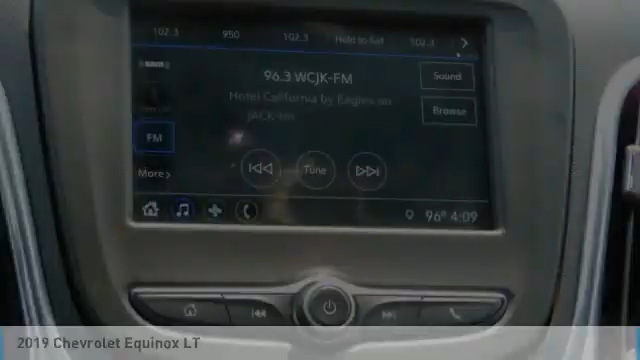 102.3 950 102.3 Hold to Set 102.3
96.3 WCJK-FM
Sound
Hotel California by Eagles on
JACK-fm
Browse
FM
Tune
More
96° 4:09
2019 Chevrolet Equinox LT